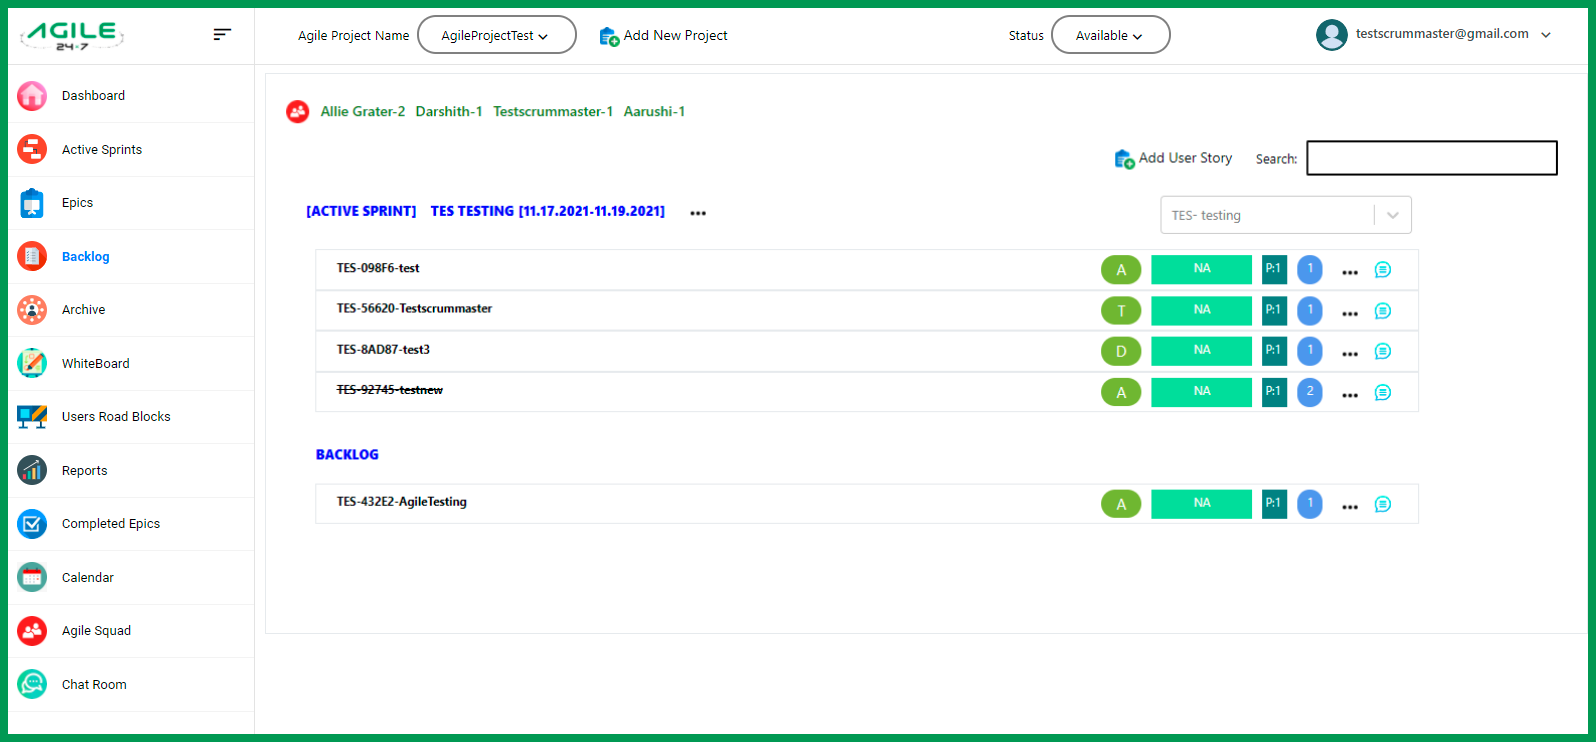 AGILE
24×7
Agile Project Name AgileProjectTest Add New Project Status Available testscrummaster@gmail.com
Dashboard
Active Sprints
Epics
Backlog
Archive
WhiteBoard
Users Road Blocks
Reports
Completed Epics
Calendar
Agile Squad
Chat Room
Allie Grater-2 Darshith-1 Testscrummaster-1 Aarushi-1
Add User Story Search:
[ACTIVE SPRINT] TES TESTING [11.17.2021-11.19.2021] ... TES- testing
TES-098F6-test A NA P:1 1 ...
TES-56620-Testscrummaster T NA P:1 1 ...
TES-8AD87-test3 D NA P:1 1 ...
TES-92745-testnew A NA P:1 2 ...
BACKLOG
TES-432E2-AgileTesting A NA P:1 1 ...